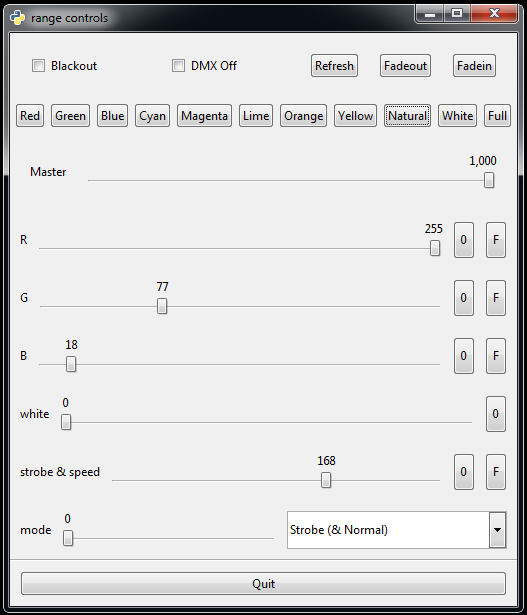 range controls
Blackout DMX Off Refresh Fadeout Fadein
Red Green Blue Cyan Magenta Lime Orange Yellow Natural White Full
1,000
Master
255
R 0 F
77
G 0 F
18
B 0 F
0
white 0
168
strobe & speed 0 F
0
mode Strobe (& Normal)
Quit